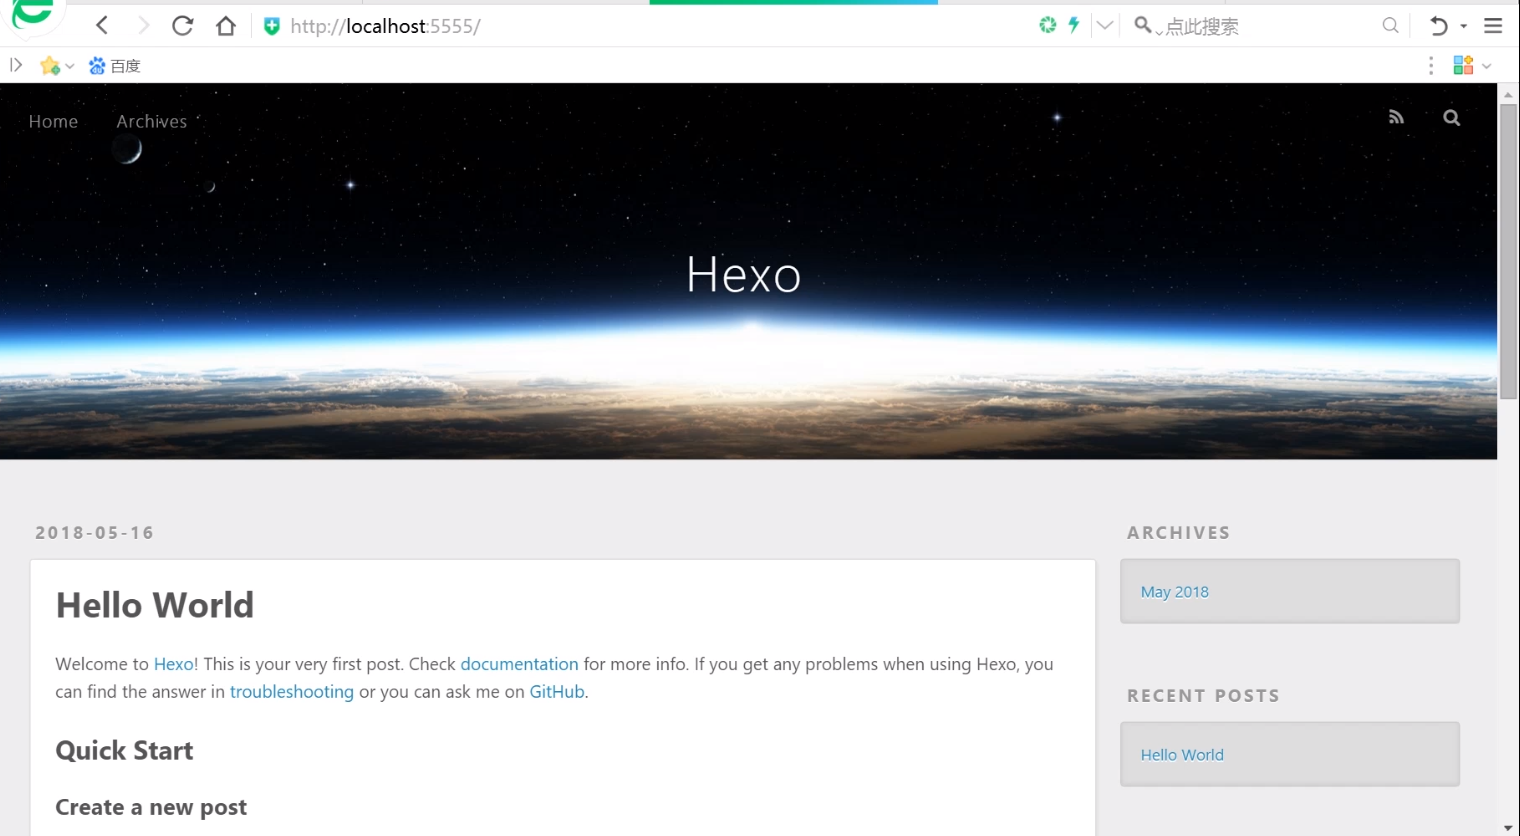 http://localhost:5555/
点此搜索
百度
Home Archives
Hexo
2018-05-16
Hello World
Welcome to Hexo! This is your very first post. Check documentation for more info. If you get any problems when using Hexo, you
can find the answer in troubleshooting or you can ask me on GitHub.
Quick Start
Create a new post
ARCHIVES
May 2018
RECENT POSTS
Hello World